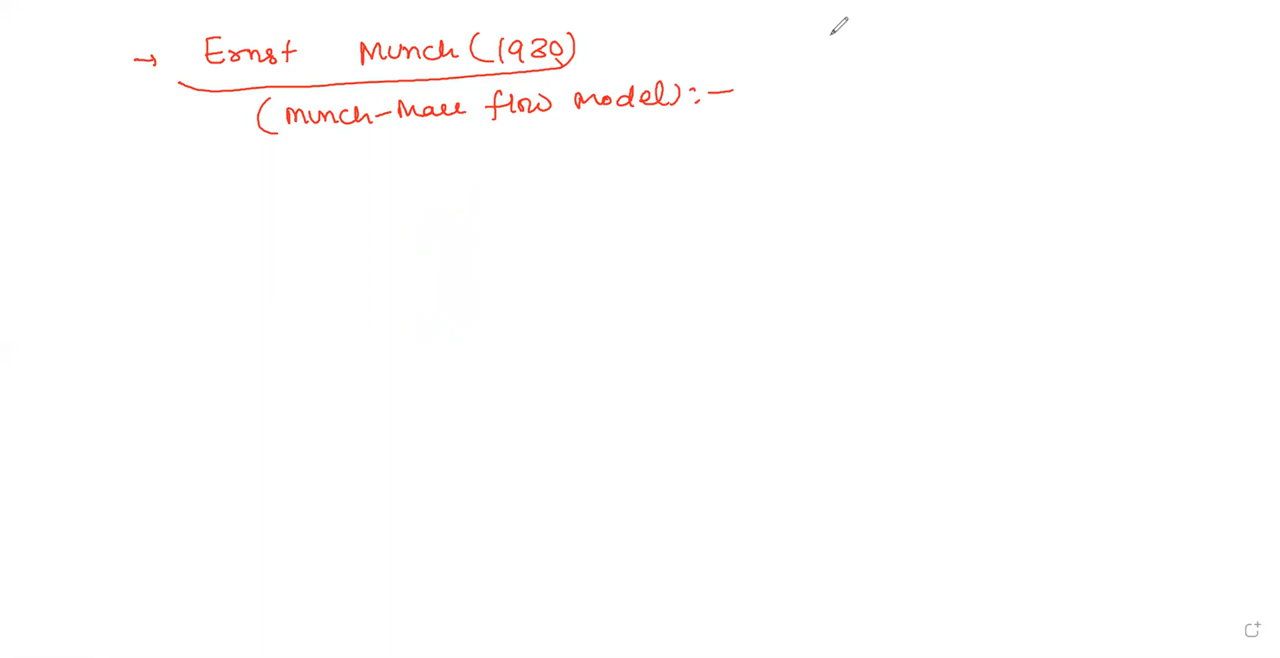 → Ernst Munch (1930)
(Munch-Mass flow model):-